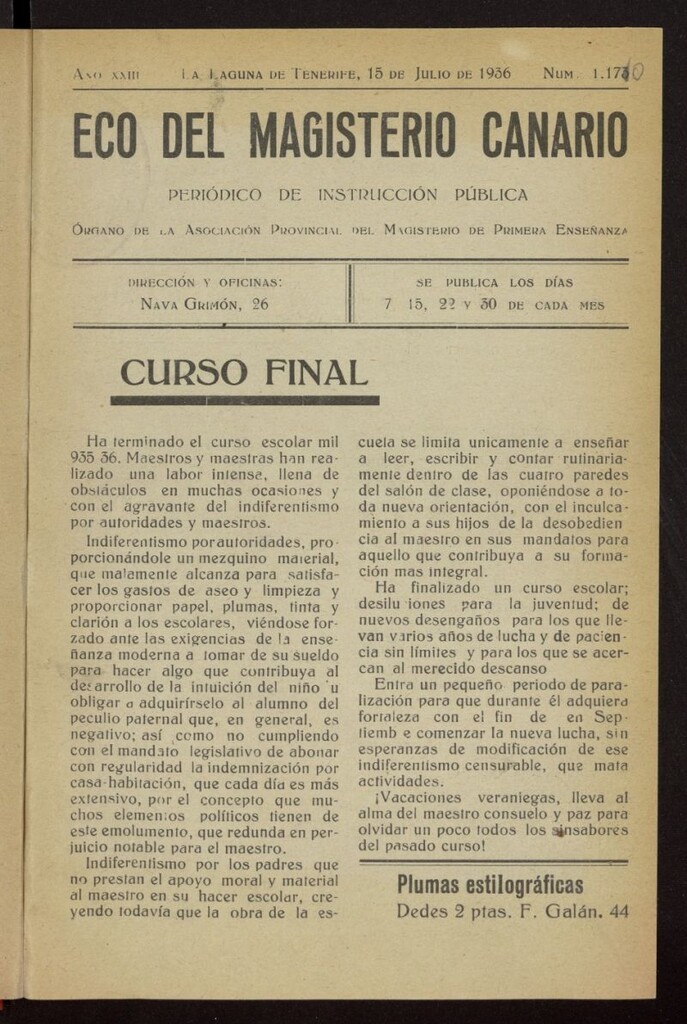 Año XXIII La Laguna de Tenerife, 15 de Julio de 1936 Num. 1.170
ECO DEL MAGISTERIO CANARIO
PERIÓDICO DE INSTRUCCIÓN PÚBLICA
Órgano de la Asociación Provincial del Magisterio de Primera Enseñanza
DIRECCIÓN Y OFICINAS:
Nava Grimón, 26
SE PUBLICA LOS DÍAS
7 15, 22 y 30 de cada mes
CURSO FINAL
Ha terminado el curso escolar mil
935 36. Maestros y maestras han rea-
lizado una labor intensa, llena de
obstáculos en muchas ocasiones y
con el agravante del indiferentismo
por autoridades y maestros.
Indiferentismo por autoridades, pro-
porcionándole un mezquino material,
que malamente alcanza para satisfa-
cer los gastos de aseo y limpieza y
proporcionar papel, plumas, tinta y
clarión a los escolares, viéndose for-
zado ante las exigencias de la ense-
ñanza moderna a tomar de su sueldo
para hacer algo que contribuya al
desarrollo de la intuición del niño u
obligar a adquirírselo al alumno del
peculio paternal que, en general, es
negativo; así como no cumpliendo
con el mandato legislativo de abonar
con regularidad la indemnización por
casa-habitación, que cada día es más
extensivo, por el concepto que mu-
chos elementos políticos tienen de
este emolumento, que redunda en per-
juicio notable para el maestro.
Indiferentismo por los padres que
no prestan el apoyo moral y material
al maestro en su hacer escolar, cre-
yendo todavía que la obra de la es-
cuela se limita unicamente a enseñar
a leer, escribir y contar rutinaria-
mente dentro de las cuatro paredes
del salón de clase, oponiéndose a to-
da nueva orientación, con el inculca-
miento a sus hijos de la desobedien
cia al maestro en sus mandatos para
aquello que contribuya a su forma-
ción mas integral.
Ha finalizado un curso escolar;
desilu iones para la juventud; de
nuevos desengaños para los que lle-
van varios años de lucha y de pacien-
cia sin límites y para los que se acer-
can al merecido descanso
Entra un pequeño periodo de para-
lización para que durante él adquiera
fortaleza con el fin de en Sep-
tiemb e comenzar la nueva lucha, sin
esperanzas de modificación de ese
indiferentismo censurable, que mata
actividades.
¡Vacaciones veraniegas, lleva al
alma del maestro consuelo y paz para
olvidar un poco todos los sinsabores
del pasado curso!
Plumas estilográficas
Dedes 2 ptas. F. Galán. 44